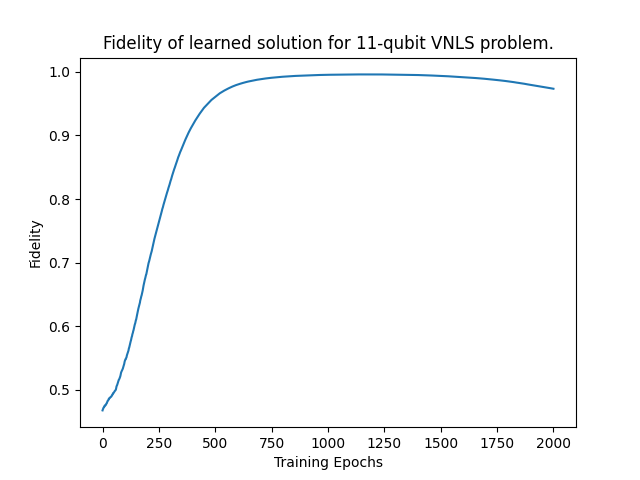 Fidelity of learned solution for 11-qubit VNLS problem.
1.0
0.9
0.8
0.7
0.6
0.5
Fidelity
0 250 500 750 1000 1250 1500 1750 2000
Training Epochs